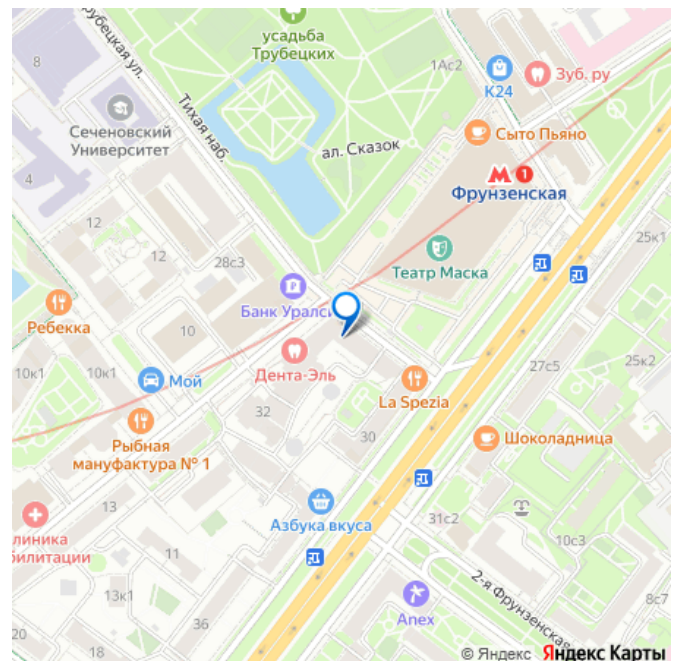 усадьба
Трубецких
8
Трубецкая ул.
1Ас2
К24
Зуб.ру
Сеченовский
Университет
Тихая наб.
Сыто Пьяно
ал. Сказок
М 1
Фрунзенская
4
12
12
28с3
25к1
Театр Маска
Банк Уралси
Ребекка
10
10к1
10к1
Мой
Дента-Эль
27с5
25к2
La Spezia
32
30
Шоколадница
Рыбная
мануфактура № 1
13
Азбука вкуса
31с2
10с3
линика
билитации
11
2-я Фрунзенская
13к1
Anex
8с7
36
20
© Яндекс Яндекс Карты